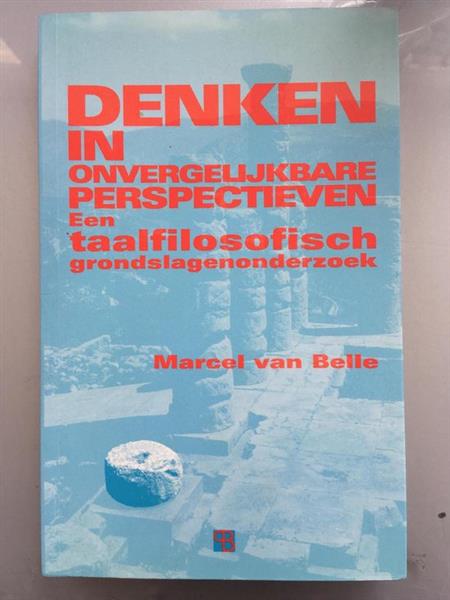 DENKEN
IN
ONVERGELIJKBARE
PERSPECTIEVEN
Een
taalfilosofisch
grondslagenonderzoek
Marcel van Belle